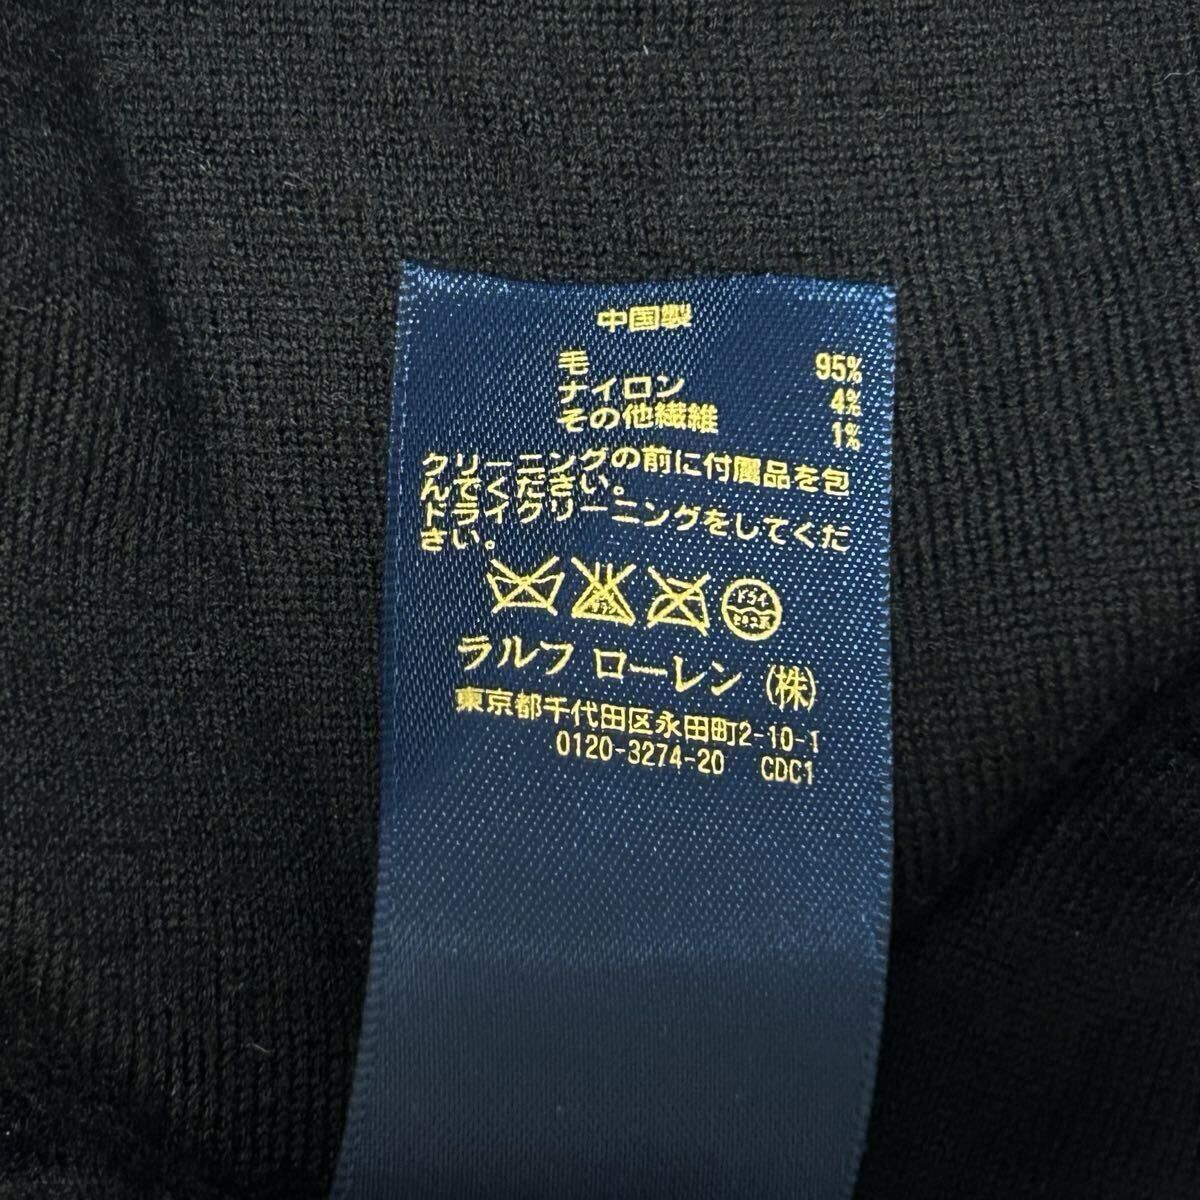 中国製
毛 95%
ナイロン 4%
その他繊維 1%
クリーニングの前に付属品を包
んでください。
ドライクリーニングをしてくだ
さい。
ドライ
ラルフ ローレン (株)
東京都千代田区永田町2-10-1
0120-3274-20 CDC1